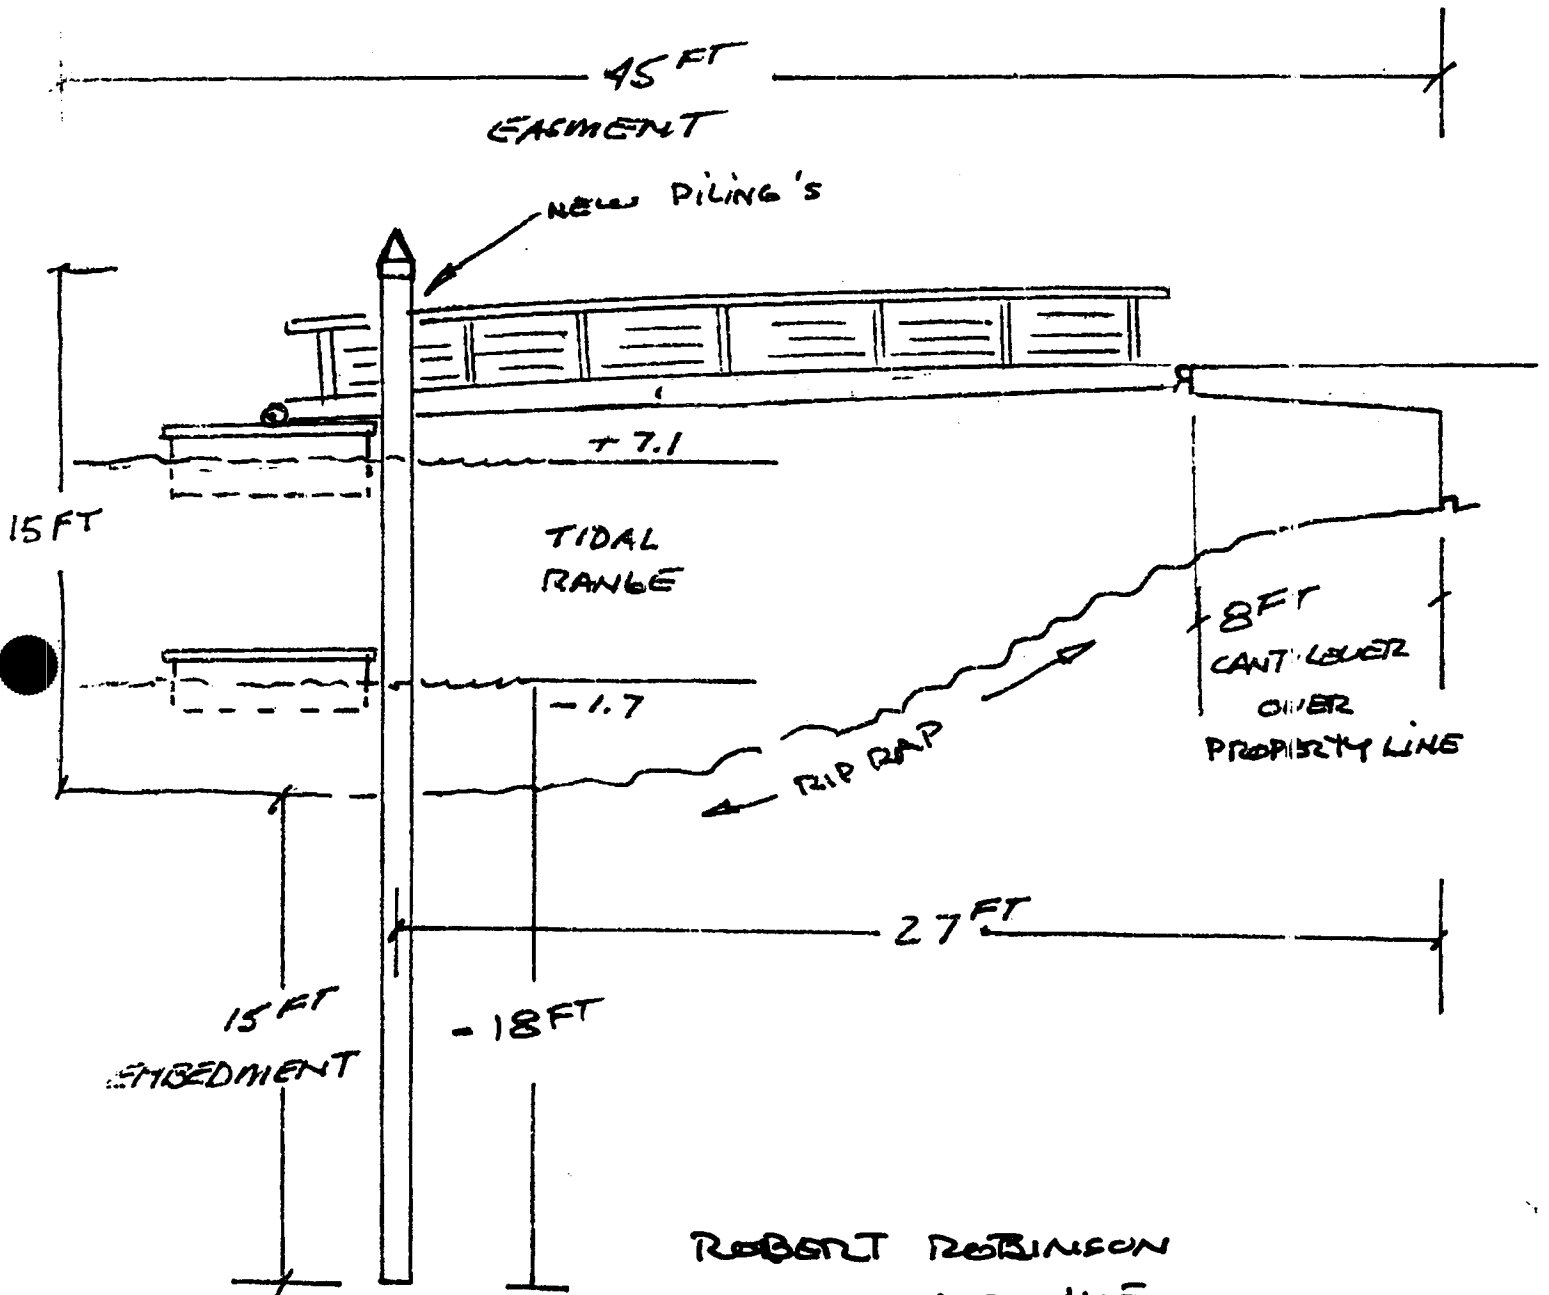 45 FT
EASMENT
NEW PILING'S
+ 7.1
15 FT
TIDAL
RANGE
8 FT
CANTILEVER
OVER
PROPERTY LINE
- 1.7
RIP RAP
27 FT
15 FT
EMBEDMENT
- 18 FT
ROBERT ROBINSON